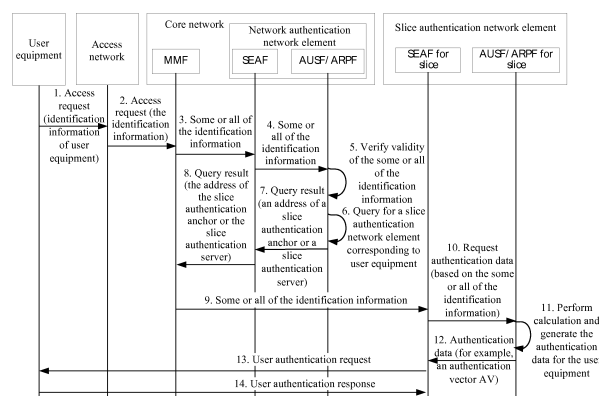 Core network
Slice authentication network element
User
equipment
Access
network
Network authentication
network element
MMF
SEAF
AUSF/ARPF
SEAF for
slice
AUSF/ARPF for
slice
1. Access
request
(identification
information
of user
equipment)
2. Access
request (the
identification
information)
3. Some or all
of the
identification
information
4. Some or
all of the
identification
information
5. Verify validity
of the some or all
of the
identification
information
6. Query for a slice
authentication
network element
corresponding to
user equipment
7. Query result
(an address of a
slice
authentication
anchor or a
slice
authentication
server)
8. Query result
(the address of
the slice
authentication
anchor or the
slice
authentication
server)
9. Some or all of the identification information
10. Request
authentication data
(based on the some
or all of the
identification
information)
11. Perform
calculation and
generate the
authentication
data for the user
equipment
12. Authentication
data (for example,
an authentication
vector AV)
13. User authentication request
14. User authentication response